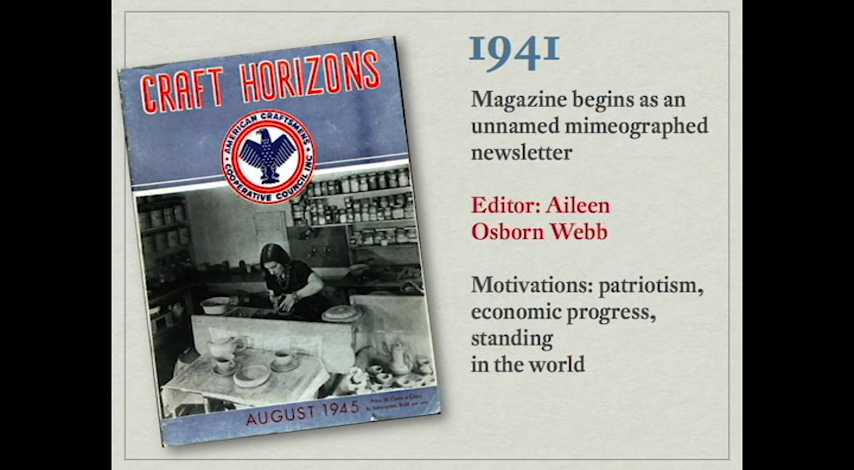 CRAFT HORIZONS
AMERICAN CRAFTSMENS
COOPERATIVE COUNCIL INC
AUGUST 1945
1941
Magazine begins as an
unnamed mimeographed
newsletter
Editor: Aileen
Osborn Webb
Motivations: patriotism,
economic progress,
standing
in the world